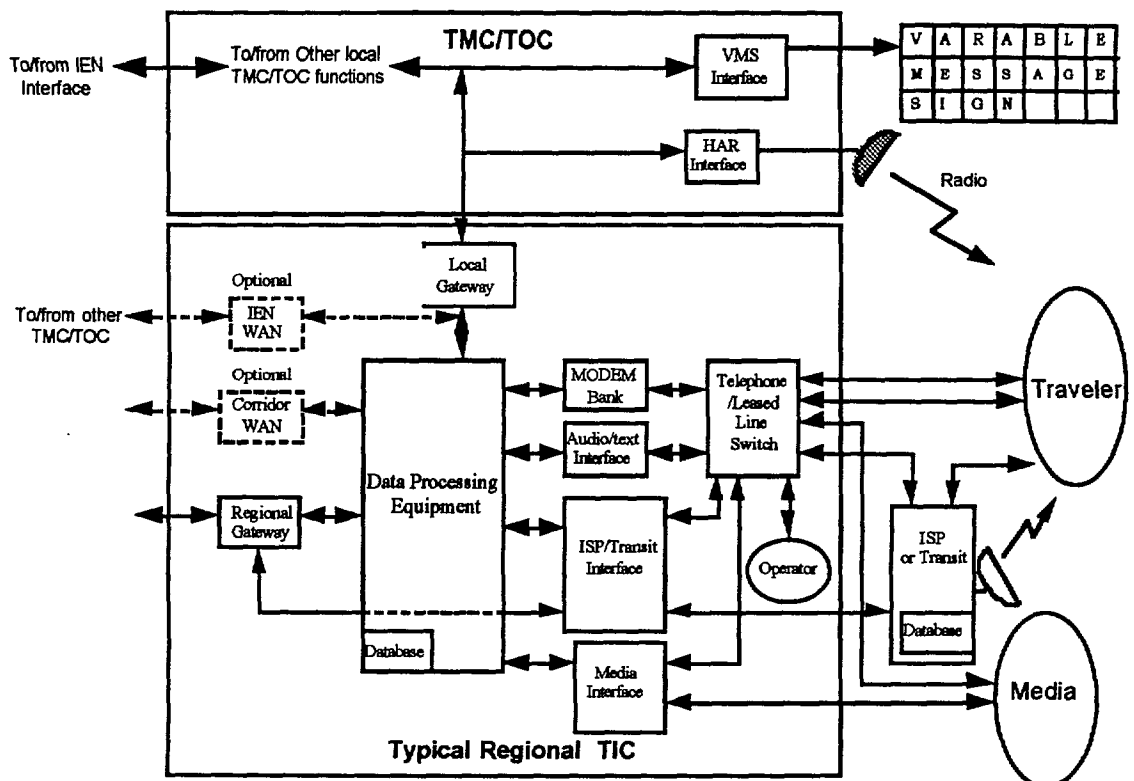 TMC/TOC
To/from IEN
Interface
To/from Other local
TMC/TOC functions
VMS
Interface
V A R A B L E
M E S S A G E
S I G N
HAR
Interface
Radio
Local
Gateway
Optional
IEN
WAN
To/from other
TMC/TOC
Optional
Corridor
WAN
Regional
Gateway
Data Processing
Equipment
Database
MODEM
Bank
Audio/text
Interface
ISP/Transit
Interface
Media
Interface
Telephone
/Leased
Line
Switch
Operator
Traveler
ISP
or Transit
Database
Media
Typical Regional TIC